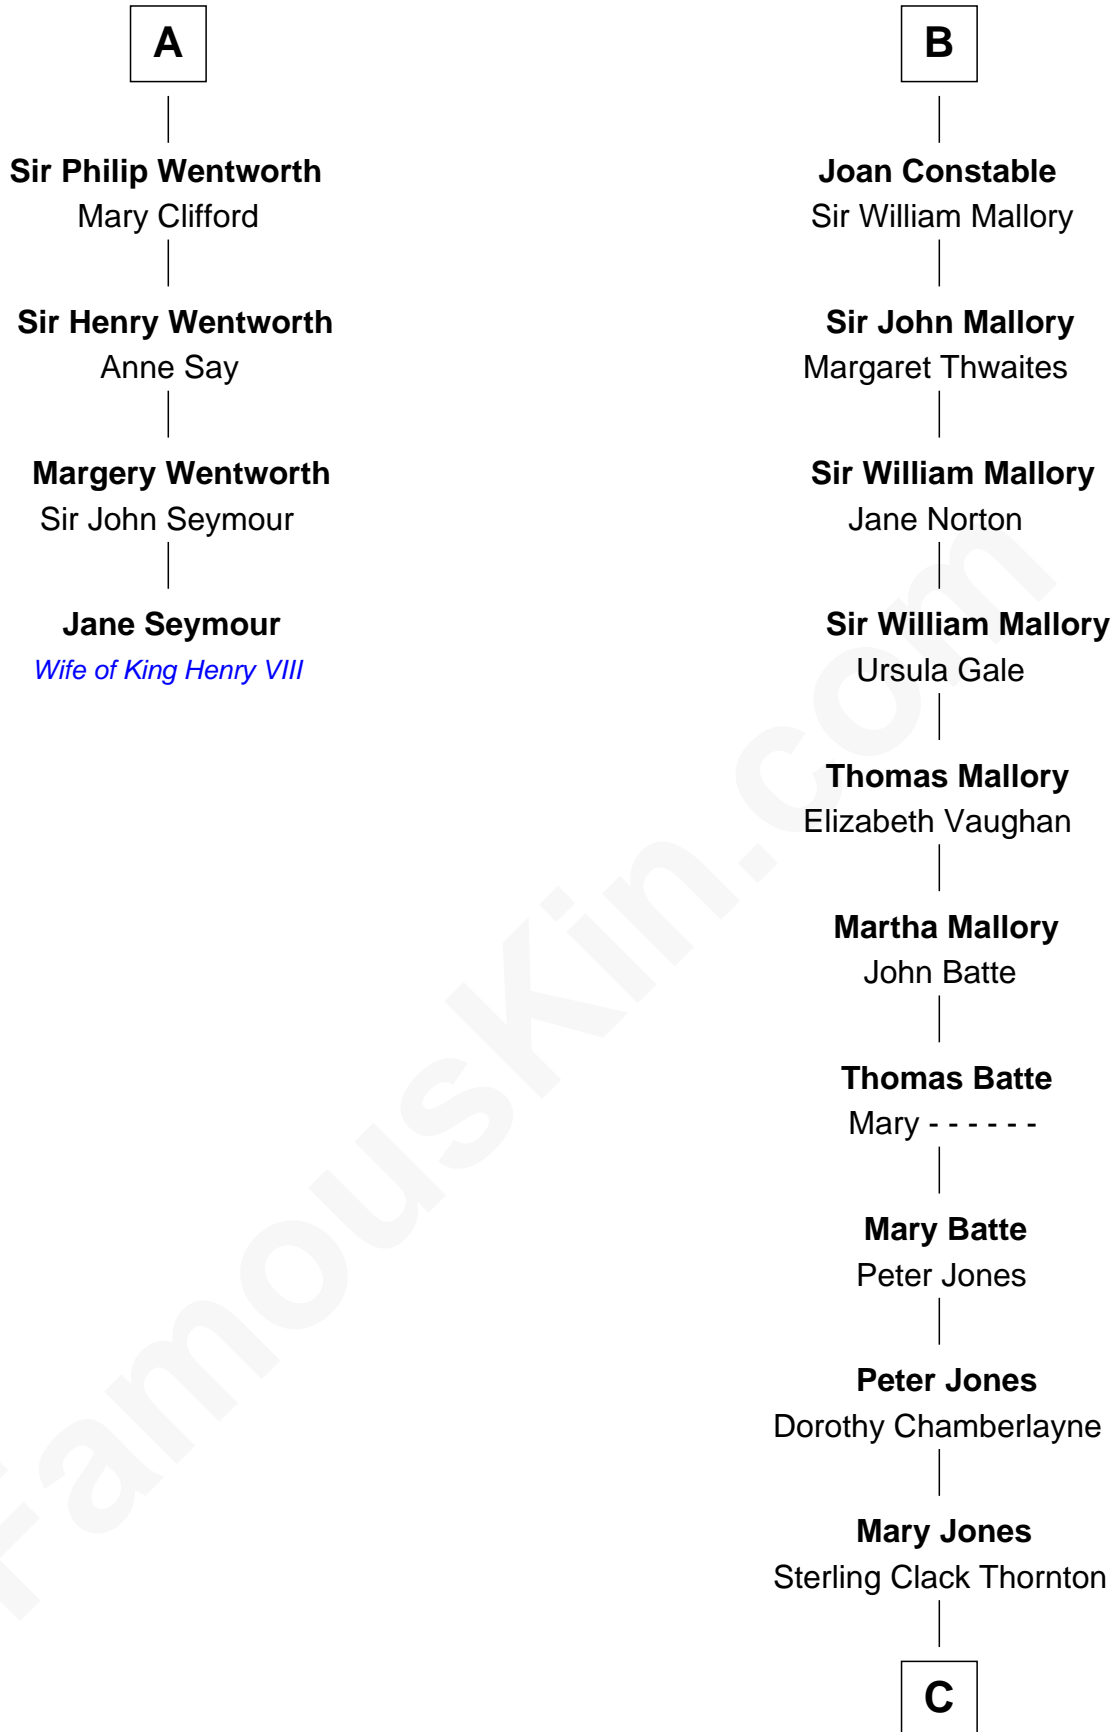 A
Sir Philip Wentworth
Mary Clifford
Sir Henry Wentworth
Anne Say
Margery Wentworth
Sir John Seymour
Jane Seymour
Wife of King Henry VIII
B
Joan Constable
Sir William Mallory
Sir John Mallory
Margaret Thwaites
Sir William Mallory
Jane Norton
Sir William Mallory
Ursula Gale
Thomas Mallory
Elizabeth Vaughan
Martha Mallory
John Batte
Thomas Batte
Mary - - - - - -
Mary Batte
Peter Jones
Peter Jones
Dorothy Chamberlayne
Mary Jones
Sterling Clack Thornton
C
FamousKin.com